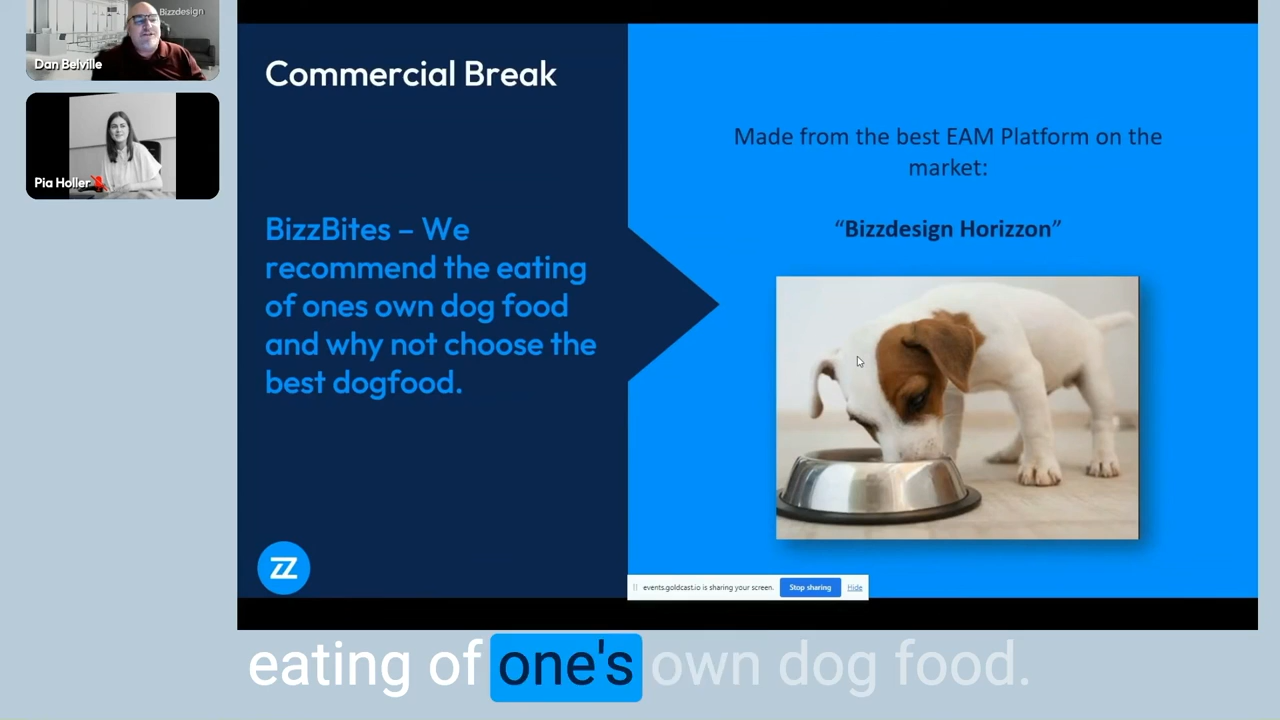 Bizzdesign
Dan Belville
Pia Holler
Commercial Break
BizzBites – We
recommend the eating
of ones own dog food
and why not choose the
best dogfood.
ZZ
Made from the best EAM Platform on the
market:
“Bizzdesign Horizzon”
events.goldcast.io is sharing your screen.
Stop sharing
Hide
eating of one's own dog food.